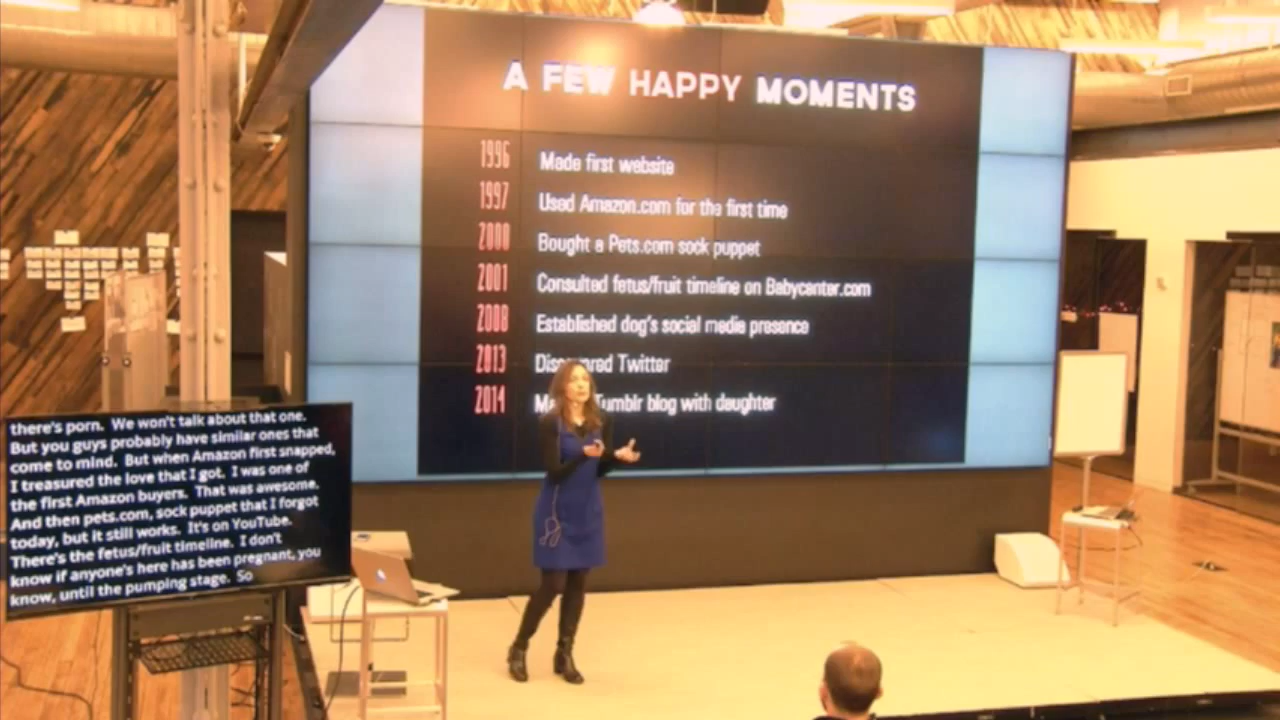 A FEW HAPPY MOMENTS
1996 Made first website
1997 Used Amazon.com for the first time
2000 Bought a Pets.com sock puppet
2001 Consulted fetus/fruit timeline on Babycenter.com
2008 Established dog's social media presence
2013 Discovered Twitter
2014 Tumblr blog with daughter
there's porn. We won't talk about that one.
But you guys probably have similar ones that
come to mind. But when Amazon first snapped,
I treasured the love that I got. I was one of
the first Amazon buyers. That was awesome.
And then pets.com, sock puppet that I forgot
today, but it still works. It's on YouTube.
There's the fetus/fruit timeline. I don't
know if anyone's here has been pregnant, you
know, until the pumping stage. So